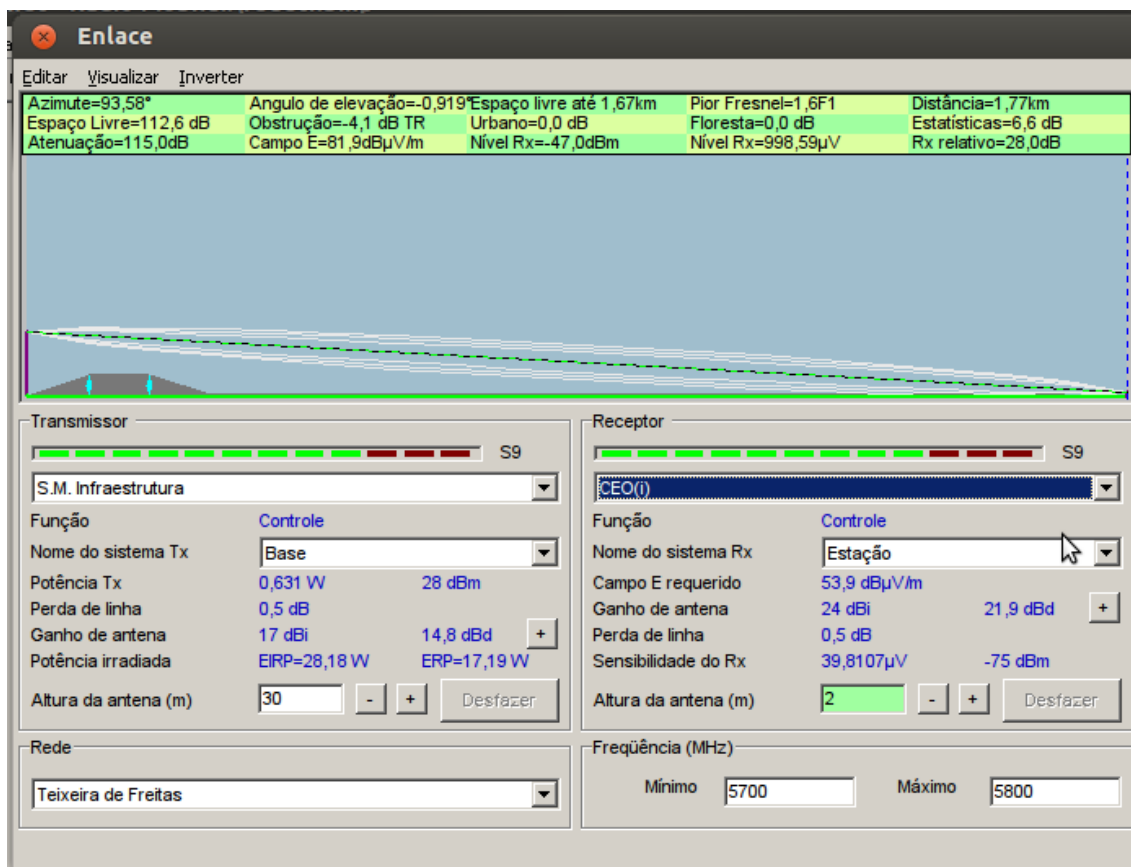 Enlace
Editar Visualizar Inverter
Azimute=93,58° Angulo de elevação=-0,919° Espaço livre até 1,67km Pior Fresnel=1,6F1 Distância=1,77km
Espaço Livre=112,6 dB Obstrução=-4,1 dB TR Urbano=0,0 dB Floresta=0,0 dB Estatísticas=6,6 dB
Atenuação=115,0dB Campo E=81,9dBµV/m Nível Rx=-47,0dBm Nível Rx=998,59µV Rx relativo=28,0dB
Transmissor
S9
S.M. Infraestrutura
Função Controle
Nome do sistema Tx Base
Potência Tx 0,631 W 28 dBm
Perda de linha 0,5 dB
Ganho de antena 17 dBi 14,8 dBd +
Potência irradiada EIRP=28,18 W ERP=17,19 W
Altura da antena (m) 30 - + Desfazer
Receptor
S9
CEO(i)
Função Controle
Nome do sistema Rx Estação
Campo E requerido 53,9 dBµV/m
Ganho de antena 24 dBi 21,9 dBd +
Perda de linha 0,5 dB
Sensibilidade do Rx 39,8107µV -75 dBm
Altura da antena (m) 2 - + Desfazer
Rede
Teixeira de Freitas
Freqüência (MHz)
Mínimo 5700 Máximo 5800